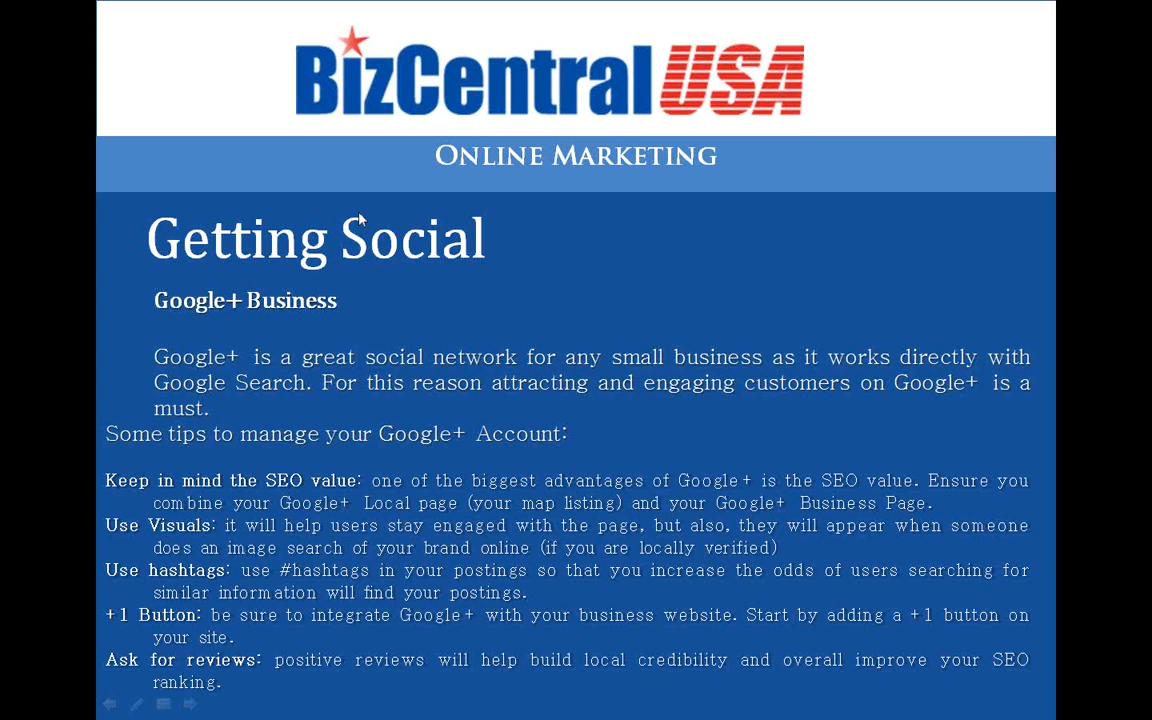 BizCentral USA
Online Marketing
Getting Social
Google+ Business
Google+ is a great social network for any small business as it works directly with
Google Search. For this reason attracting and engaging customers on Google+ is a
must.
Some tips to manage your Google+ Account:
Keep in mind the SEO value: one of the biggest advantages of Google+ is the SEO value. Ensure you
combine your Google+ Local page (your map listing) and your Google+ Business Page.
Use Visuals: it will help users stay engaged with the page, but also, they will appear when someone
does an image search of your brand online (if you are locally verified)
Use hashtags: use #hashtags in your postings so that you increase the odds of users searching for
similar information will find your postings.
+1 Button: be sure to integrate Google+ with your business website. Start by adding a +1 button on
your site.
Ask for reviews: positive reviews will help build local credibility and overall improve your SEO
ranking.